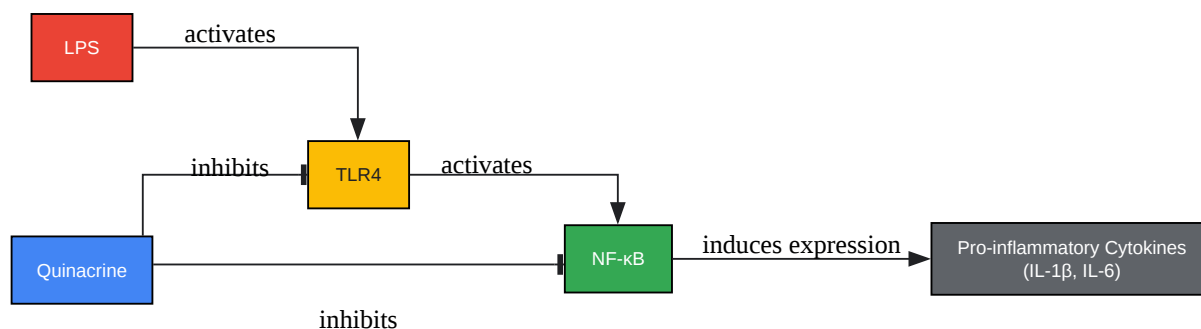 LPS
activates
inhibits
TLR4
activates
Quinacrine
NF-κB
induces expression
Pro-inflammatory Cytokines
(IL-1β, IL-6)
inhibits